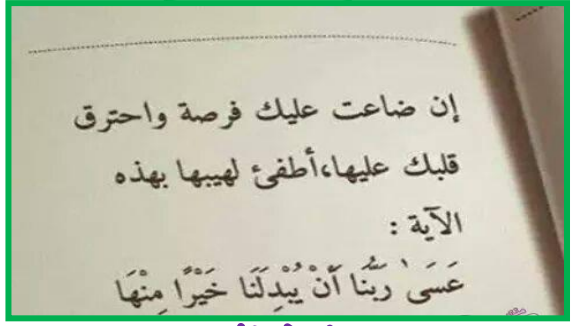 إن ضاعت عليك فرصة واحترق
قلبك عليها،أطفئ لهيبها بهذه
الآية :
عَسَىٰ رَبُّنَا أَنْ يُبْدِلَنَا خَيْرًا مِنْهَا